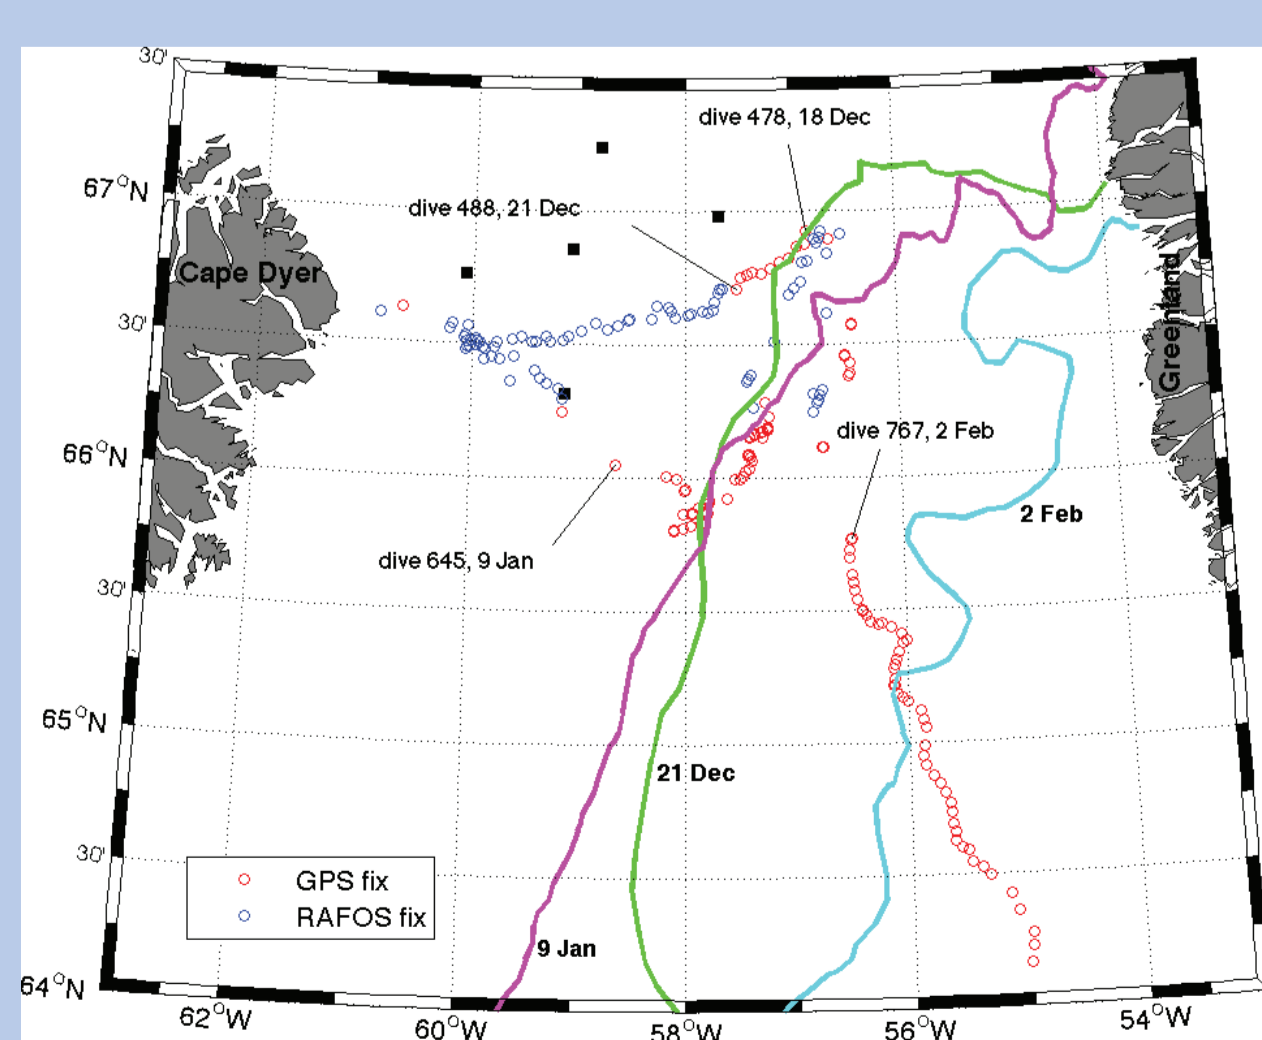 30'
dive 478, 18 Dec
67°N
dive 488, 21 Dec
Cape Dyer
30'
Greenland
dive 767, 2 Feb
66°N
2 Feb
dive 645, 9 Jan
30'
65°N
21 Dec
30'
GPS fix
RAFOS fix
9 Jan
64°N
62°W
60°W
58°W
56°W
54°W